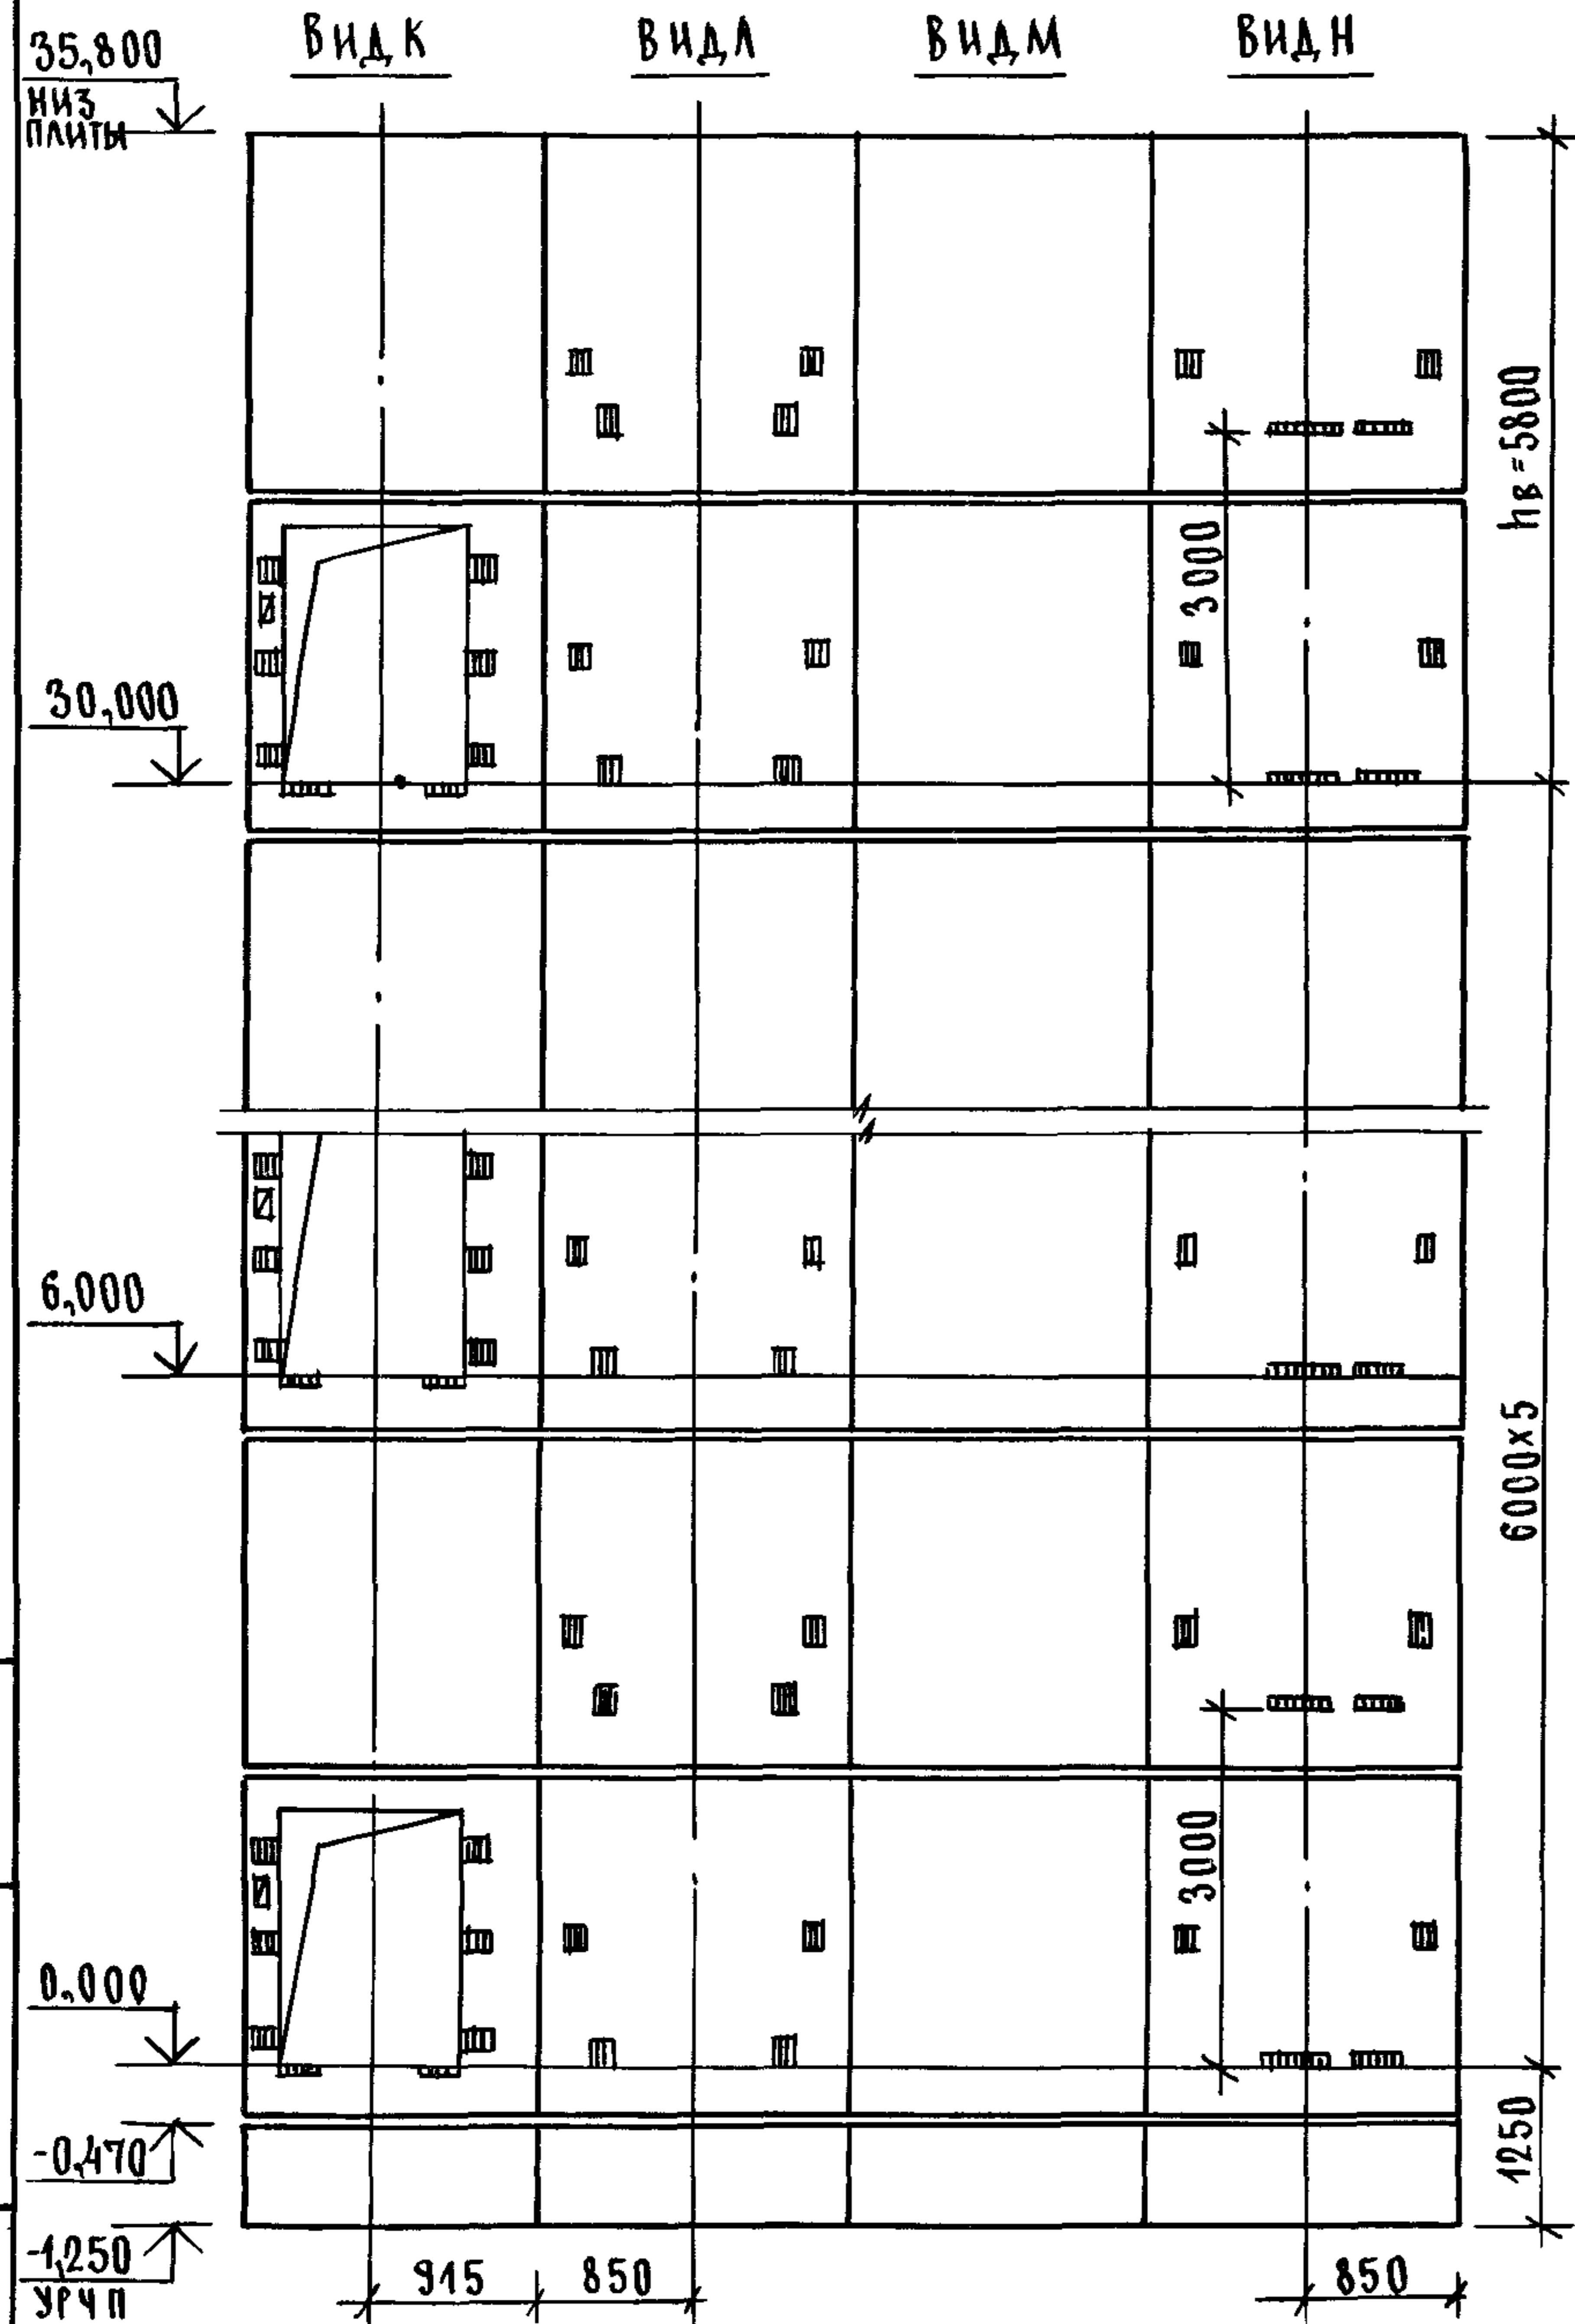 ВИД К
ВИД Л
ВИД М
ВИД Н
35,800
НИЗ
ПЛИТЫ
hв=5800
3000
30,000
6,000
6000х5
3000
0,000
-0,470
1250
-1,250
УРЧП
915
850
850